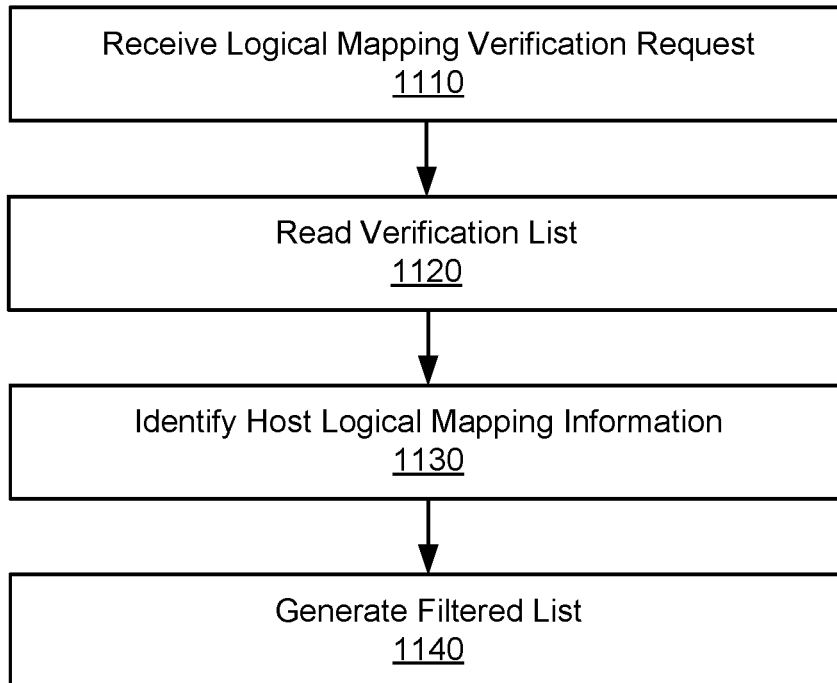 Receive Logical Mapping Verification Request
1110
Read Verification List
1120
Identify Host Logical Mapping Information
1130
Generate Filtered List
1140